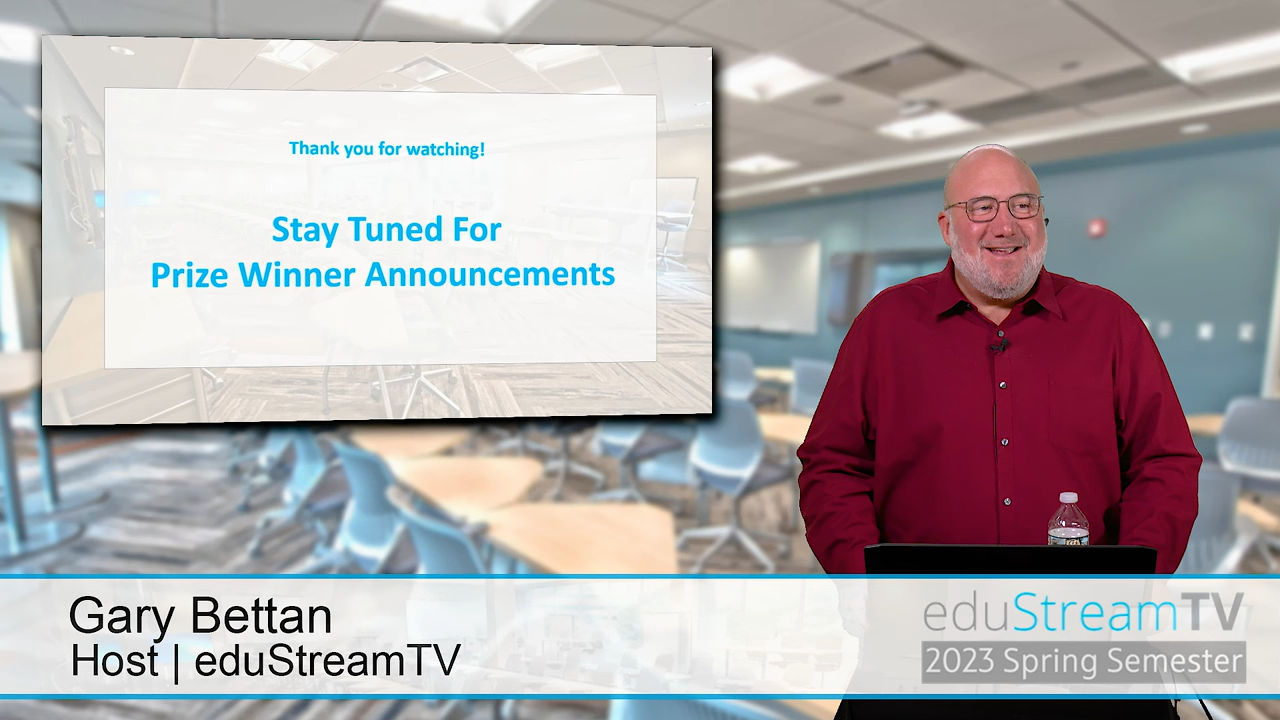 Thank you for watching!
Stay Tuned For
Prize Winner Announcements
Gary Bettan
Host | eduStreamTV
eduStreamTV
2023 Spring Semester